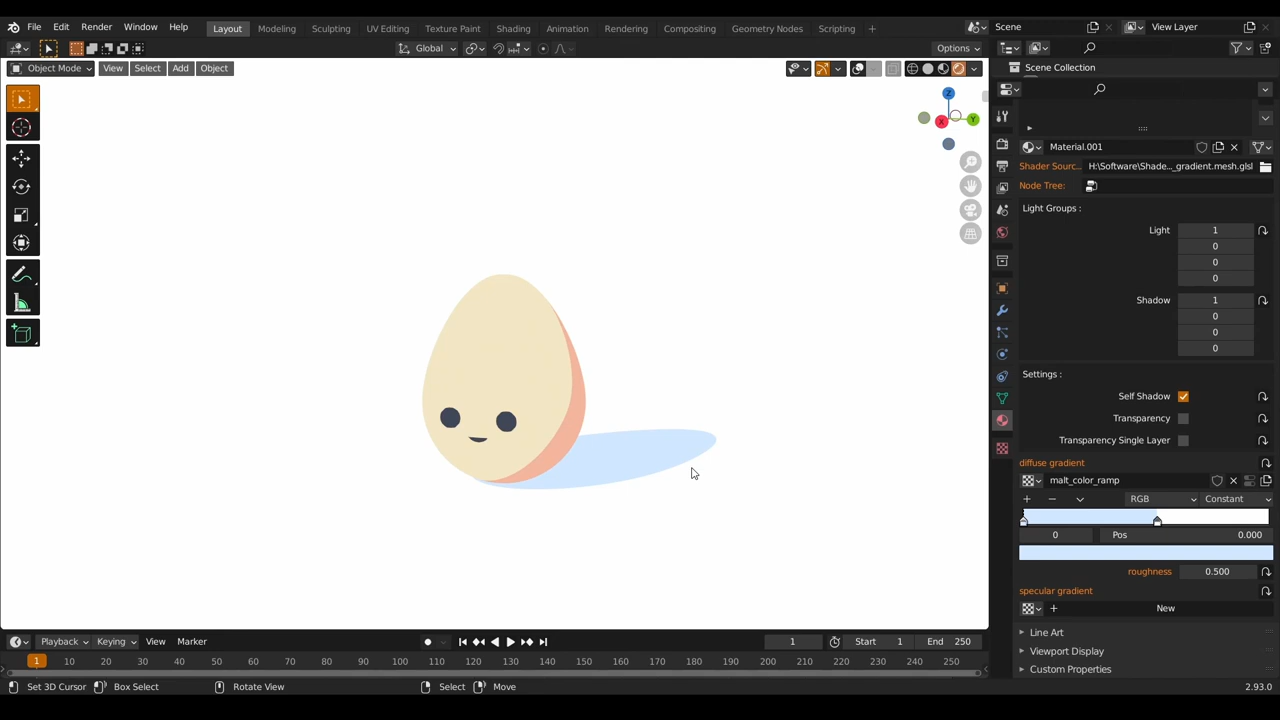 File Edit Render Window Help Layout Modeling Sculpting UV Editing Texture Paint Shading Animation Rendering Compositing Geometry Nodes Scripting + Scene View Layer
Global Options
Object Mode View Select Add Object
Scene Collection
Z
X Y
Material.001
Shader Sourc... H:\Software\Shade..._gradient.mesh.glsl
Node Tree:
Light Groups :
Light 1
0
0
0
Shadow 1
0
0
0
Settings :
Self Shadow
Transparency
Transparency Single Layer
diffuse gradient
malt_color_ramp
RGB Constant
0 Pos 0.000
roughness 0.500
specular gradient
New
Line Art
Viewport Display
Custom Properties
Playback Keying View Marker 1 Start 1 End 250
1 10 20 30 40 50 60 70 80 90 100 110 120 130 140 150 160 170 180 190 200 210 220 230 240 250
Set 3D Cursor Box Select Rotate View Select Move 2.93.0